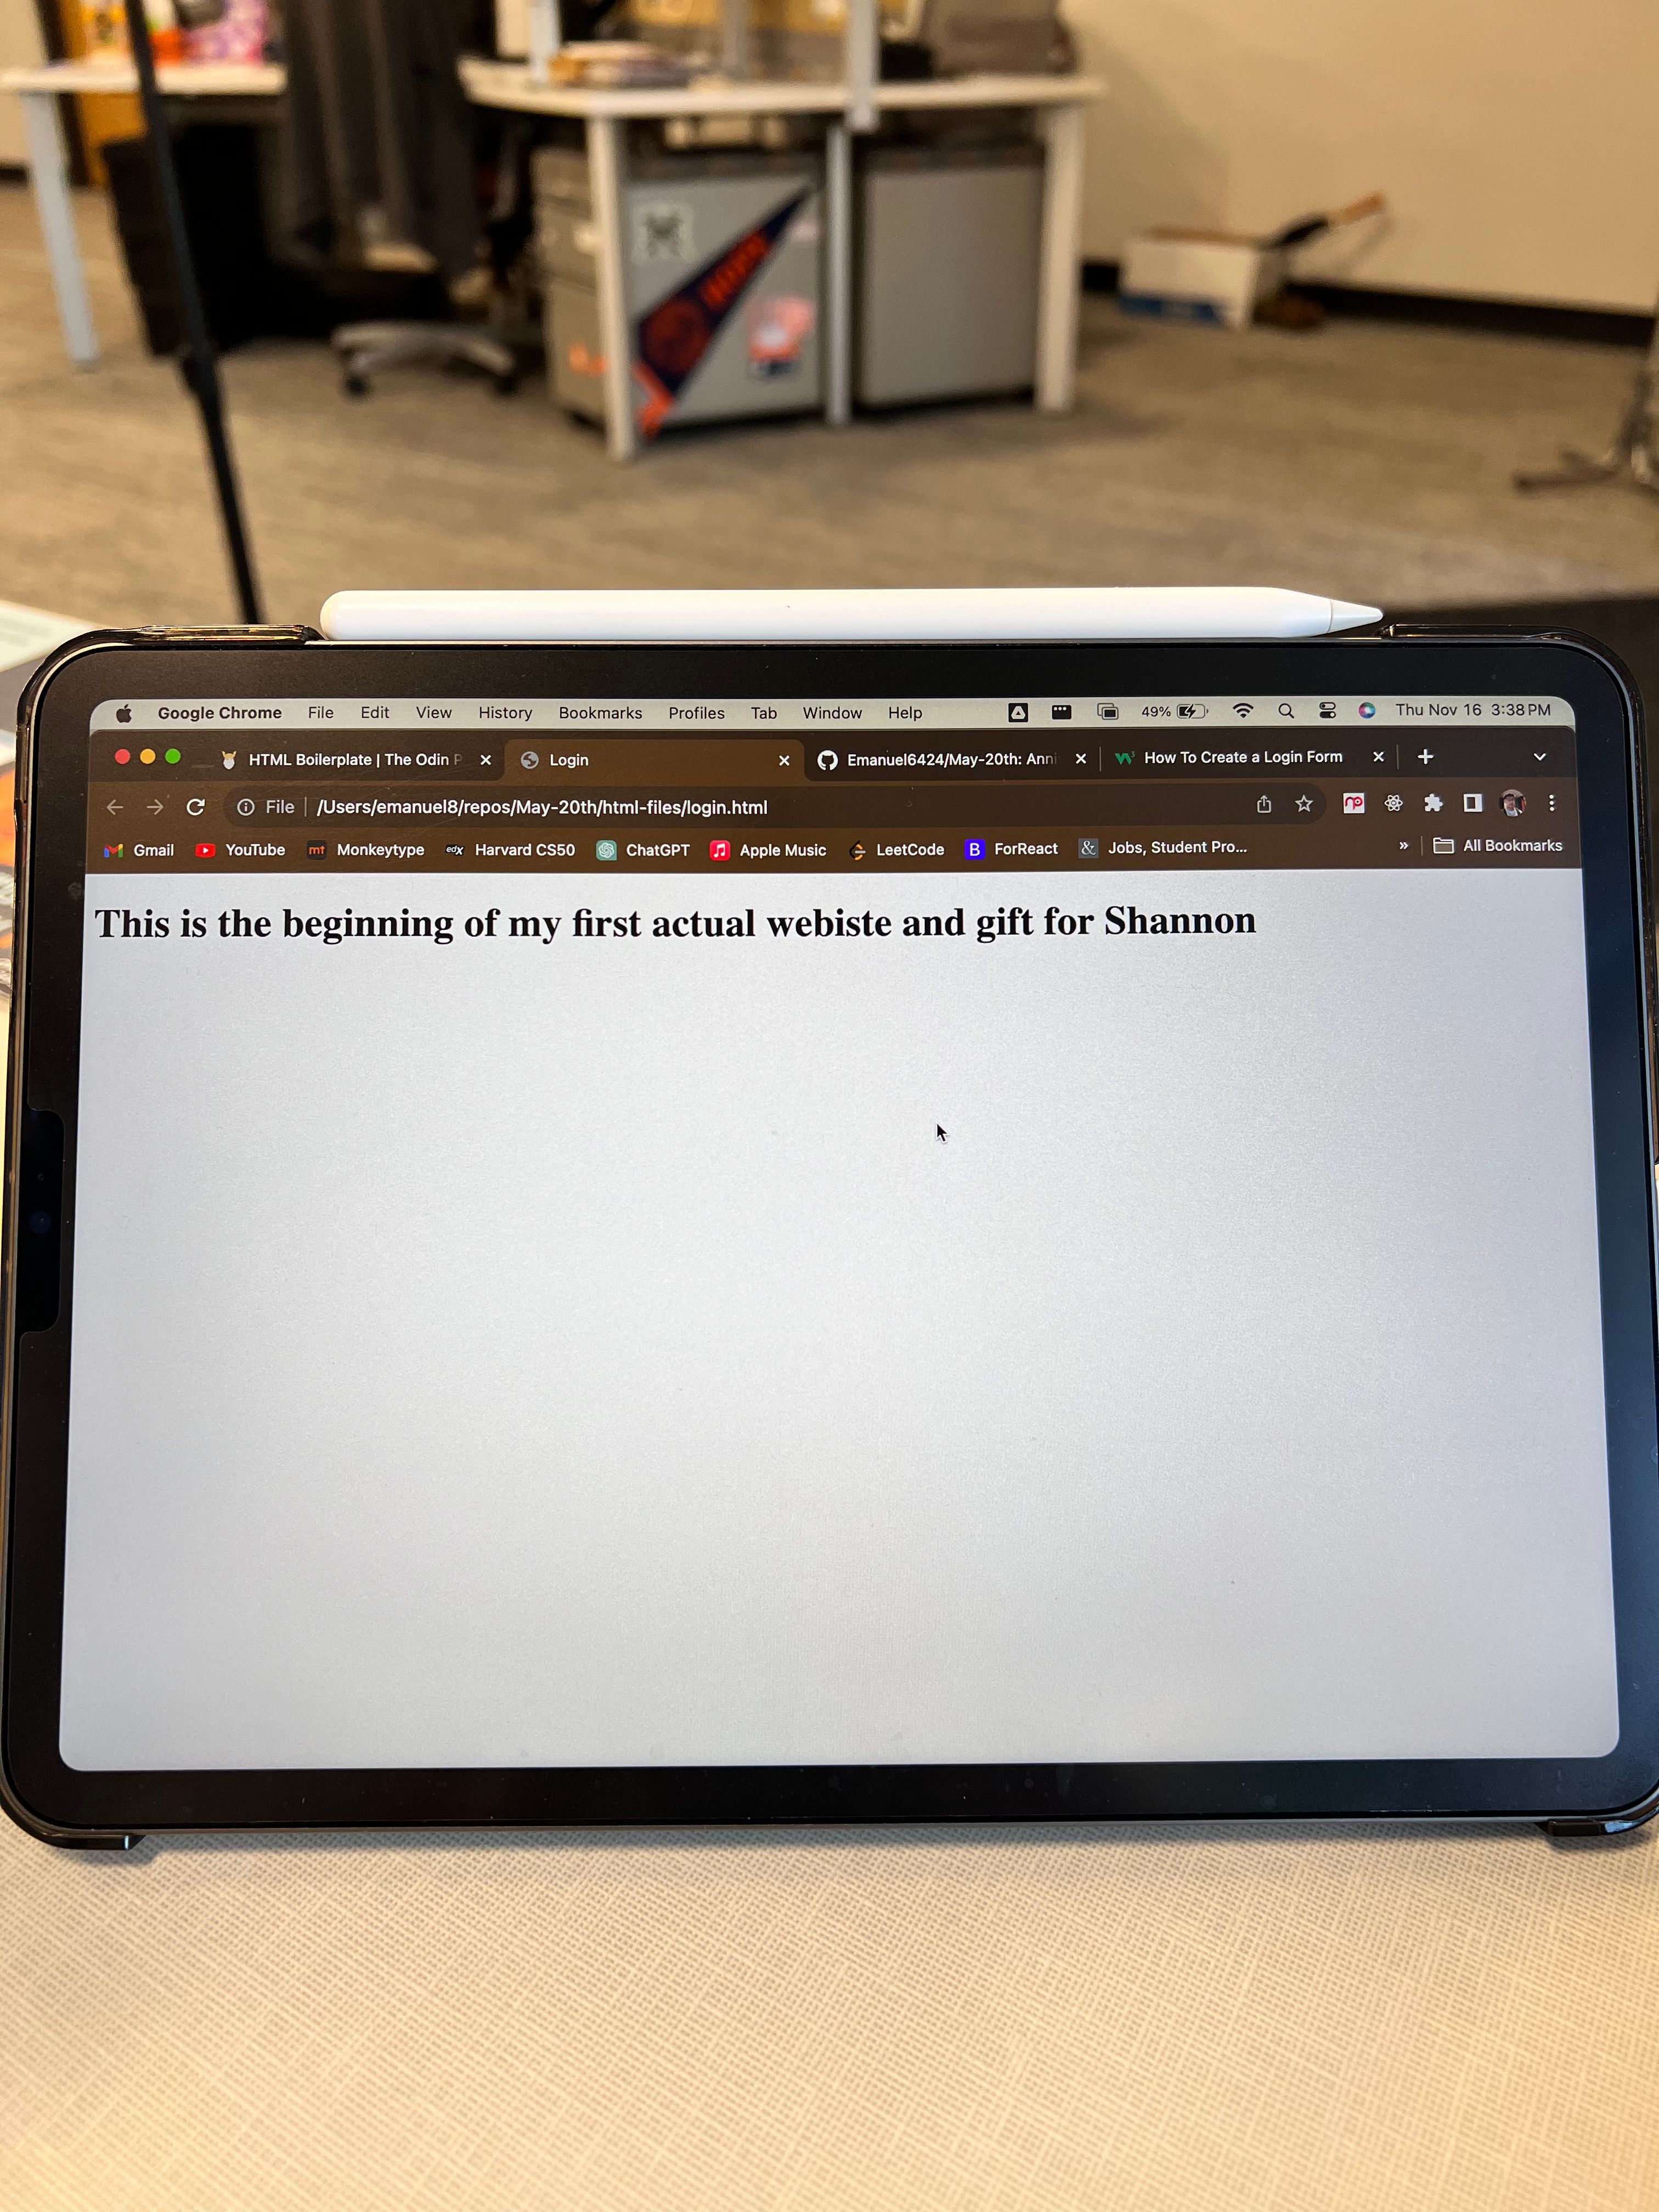 Google Chrome File Edit View History Bookmarks Profiles Tab Window Help 49% Thu Nov 16 3:38 PM
HTML Boilerplate | The Odin P Login Emanuel6424/May-20th: Anni How To Create a Login Form
File /Users/emanuel8/repos/May-20th/html-files/login.html
Gmail YouTube mt Monkeytype edX Harvard CS50 ChatGPT Apple Music LeetCode B ForReact & Jobs, Student Pro... » All Bookmarks
This is the beginning of my first actual webiste and gift for Shannon